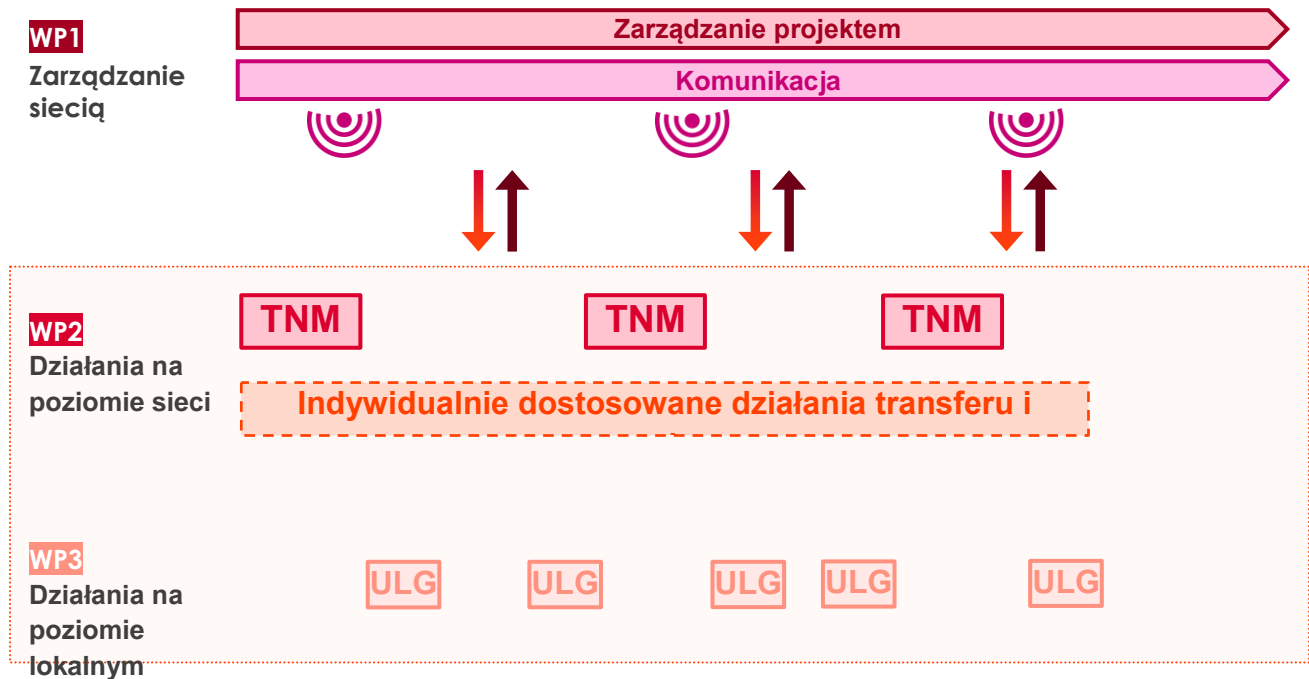 WP1
Zarządzanie
siecią
Zarządzanie projektem
Komunikacja
WP2
Działania na
poziomie sieci
TNM TNM TNM
Indywidualnie dostosowane działania transferu i
WP3
Działania na
poziomie
lokalnym
ULG ULG ULG ULG ULG